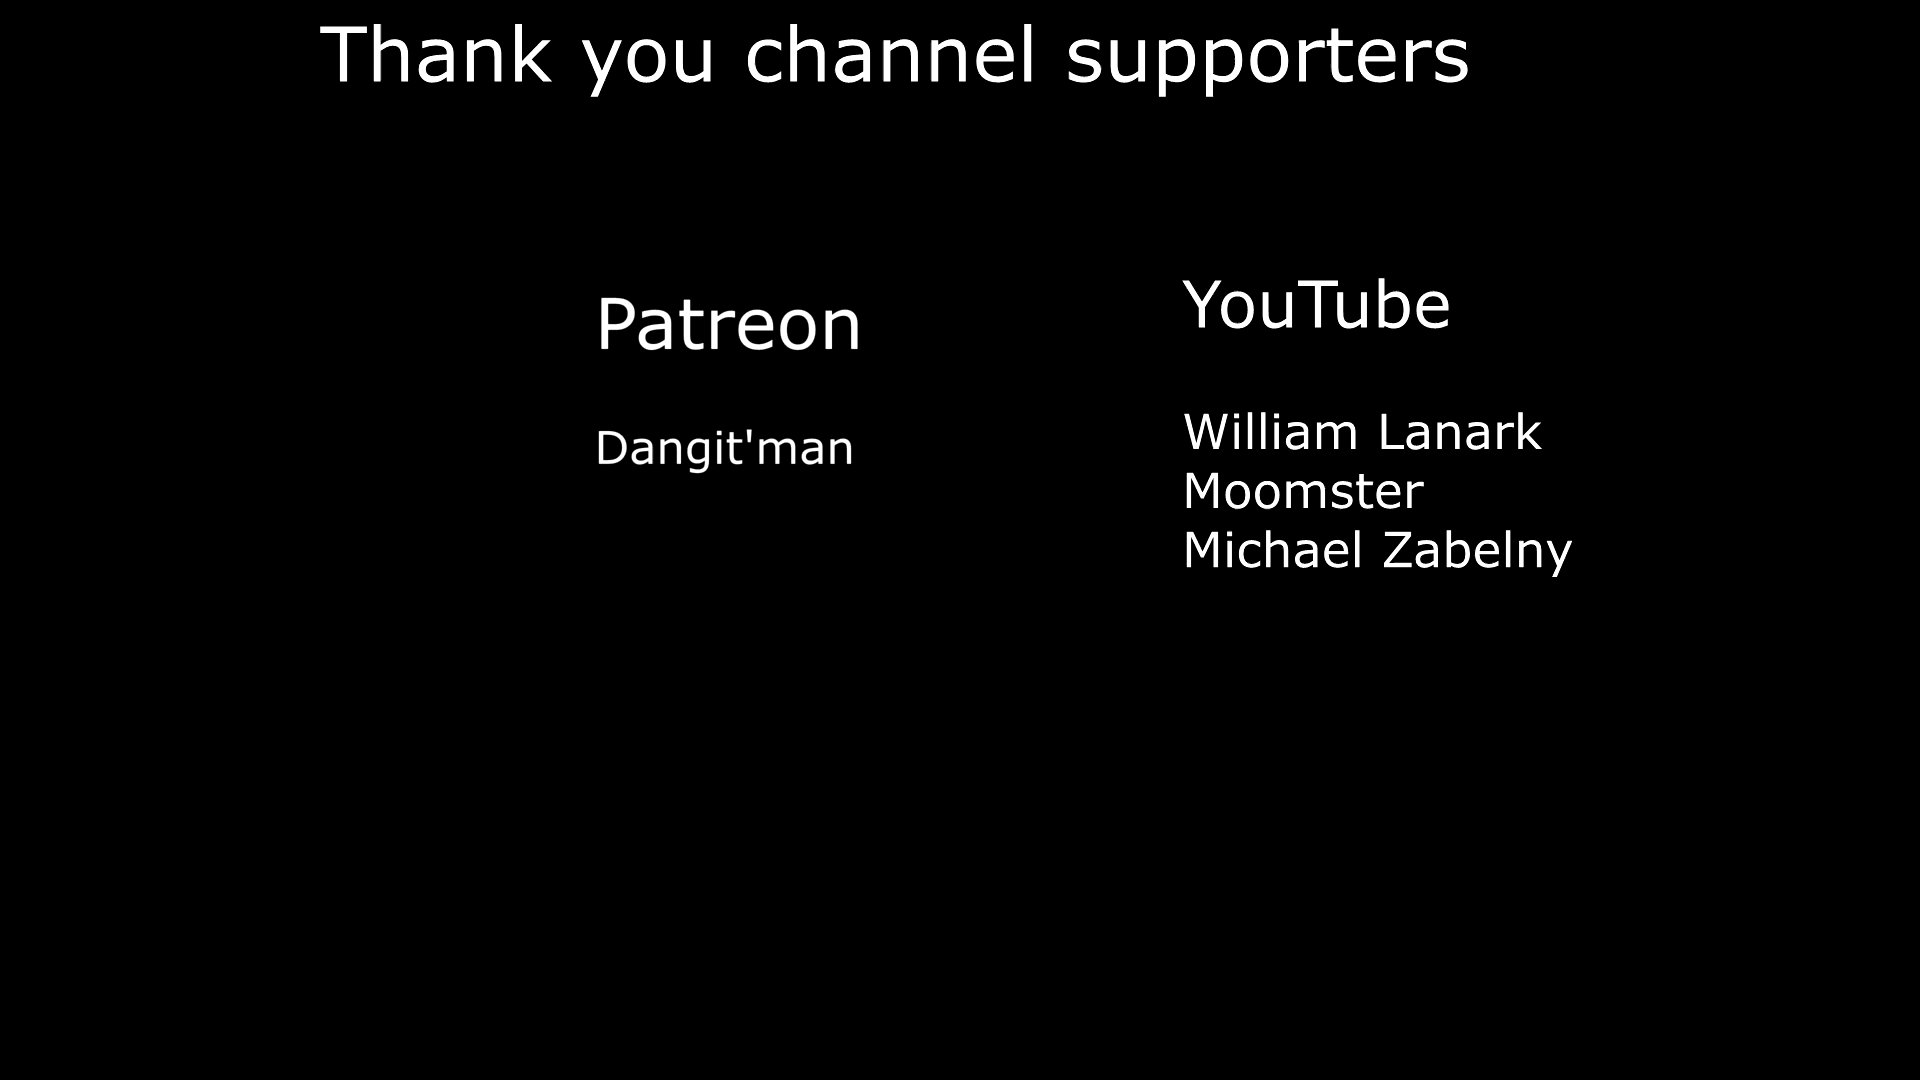 Thank you channel supporters
Patreon
Dangit'man
YouTube
William Lanark
Moomster
Michael Zabelny